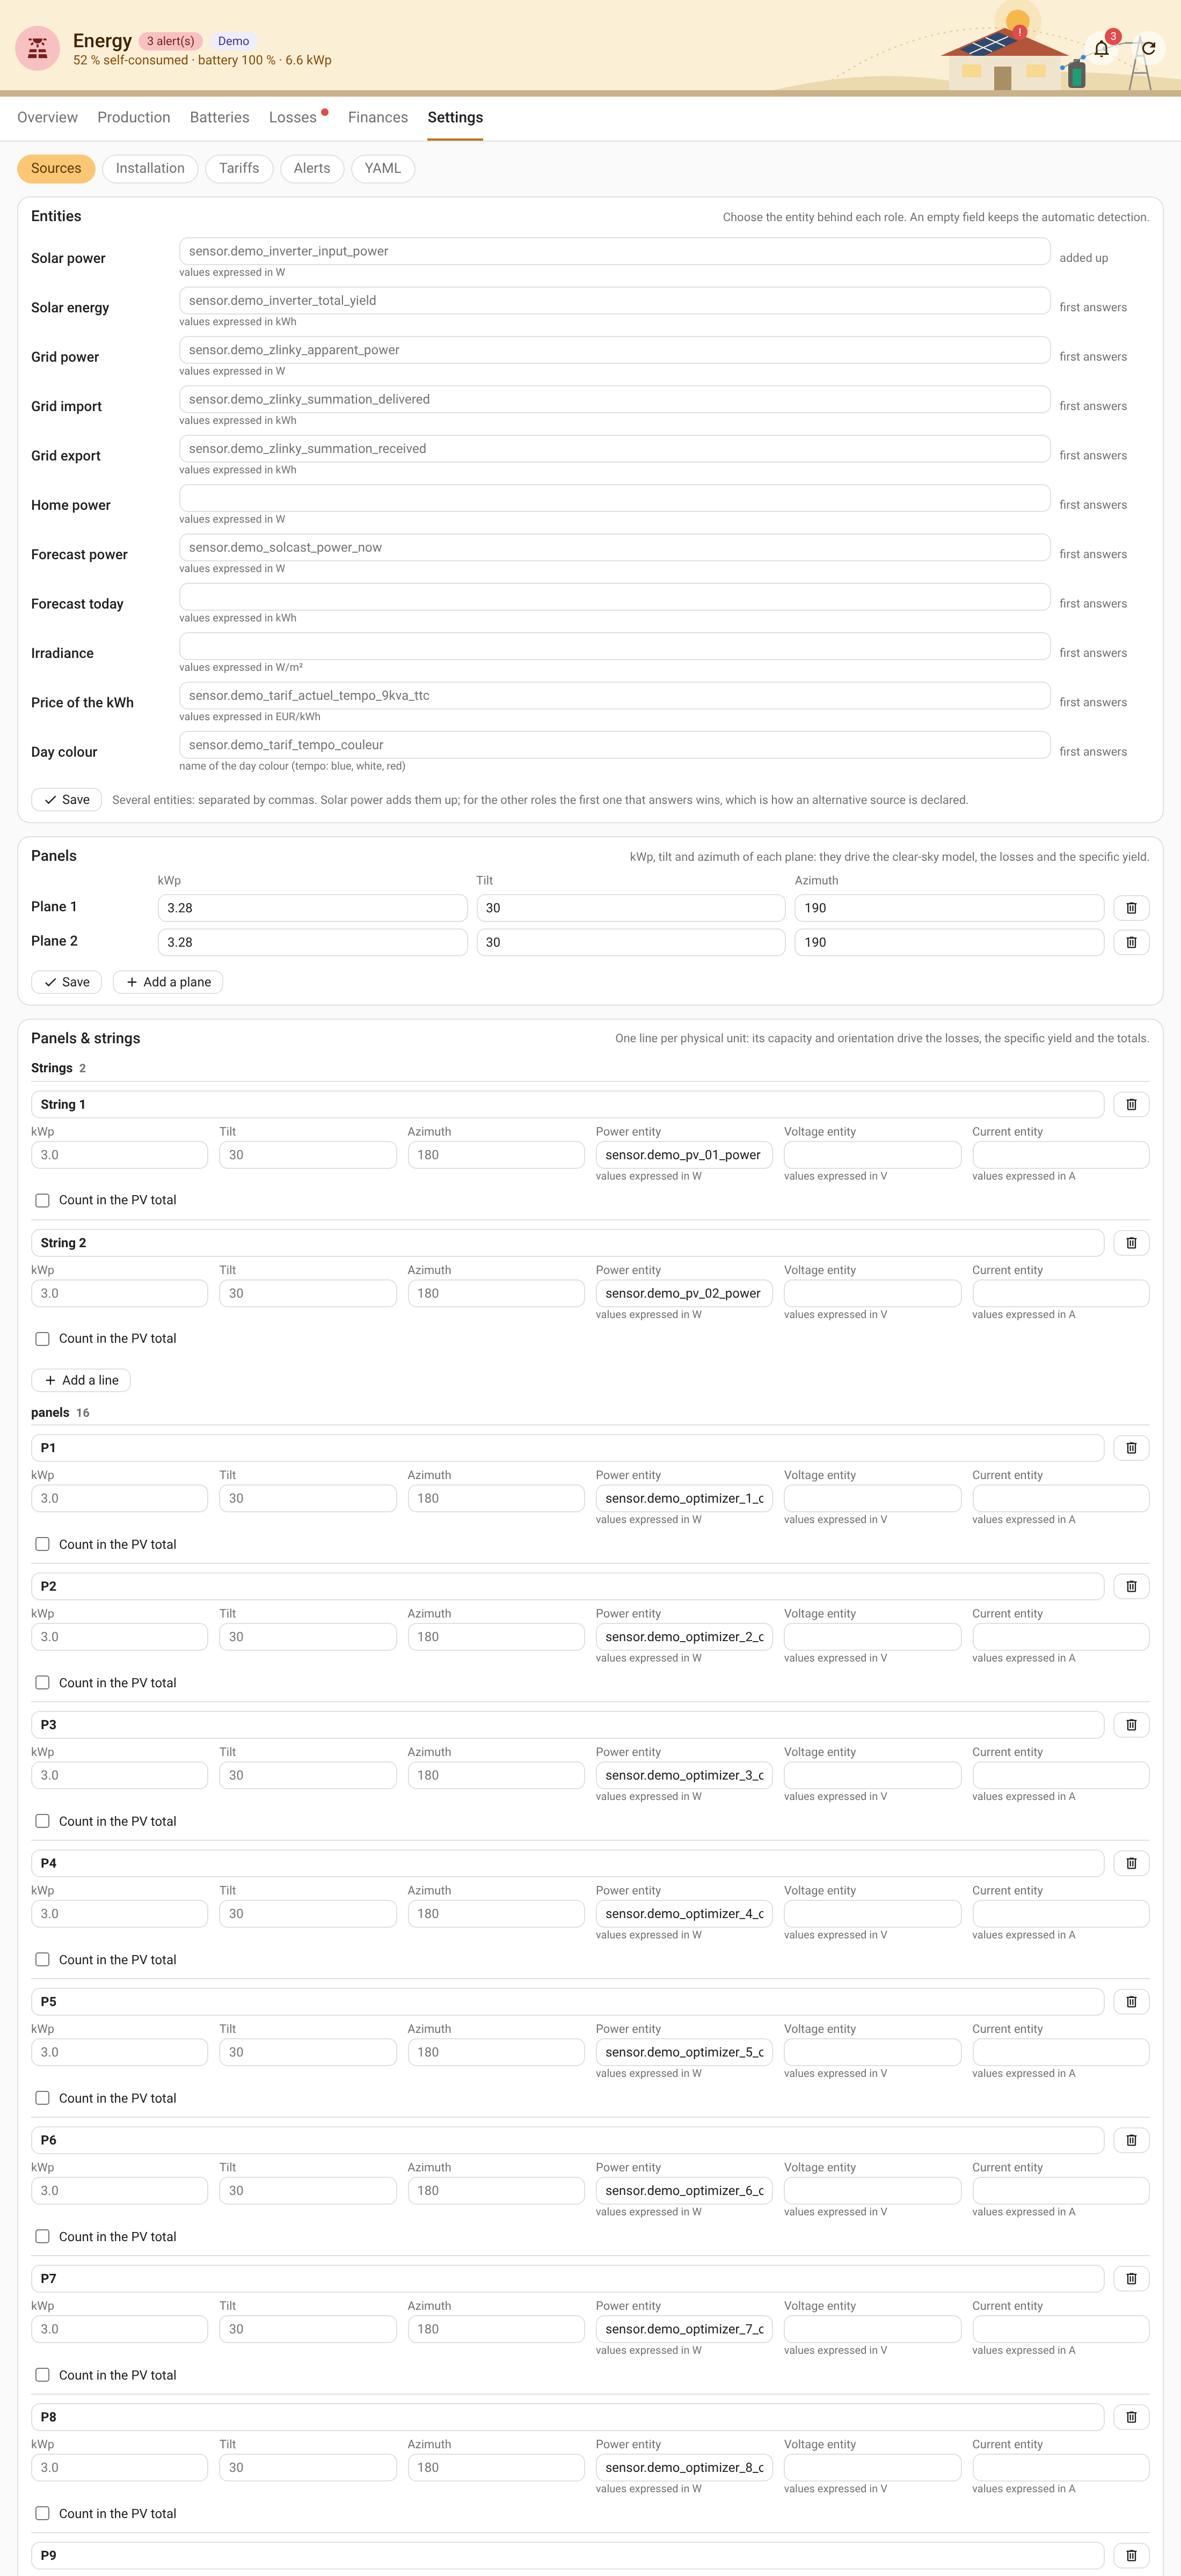 Energy 3 alert(s) Demo
52 % self-consumed · battery 100 % · 6.6 kWp
!
3
Overview Production Batteries Losses Finances Settings
Sources Installation Tariffs Alerts YAML
Entities Choose the entity behind each role. An empty field keeps the automatic detection.
Solar power sensor.demo_inverter_input_power added up
values expressed in W
Solar energy sensor.demo_inverter_total_yield first answers
values expressed in kWh
Grid power sensor.demo_zlinky_apparent_power first answers
values expressed in W
Grid import sensor.demo_zlinky_summation_delivered first answers
values expressed in kWh
Grid export sensor.demo_zlinky_summation_received first answers
values expressed in kWh
Home power first answers
values expressed in W
Forecast power sensor.demo_solcast_power_now first answers
values expressed in W
Forecast today first answers
values expressed in kWh
Irradiance first answers
values expressed in W/m²
Price of the kWh sensor.demo_tarif_actuel_tempo_9kva_ttc first answers
values expressed in EUR/kWh
Day colour sensor.demo_tarif_tempo_couleur first answers
name of the day colour (tempo: blue, white, red)
Save Several entities: separated by commas. Solar power adds them up; for the other roles the first one that answers wins, which is how an alternative source is declared.
Panels kWp, tilt and azimuth of each plane: they drive the clear-sky model, the losses and the specific yield.
kWp Tilt Azimuth
Plane 1 3.28 30 190
Plane 2 3.28 30 190
Save + Add a plane
Panels & strings One line per physical unit: its capacity and orientation drive the losses, the specific yield and the totals.
Strings 2
String 1
kWp Tilt Azimuth Power entity Voltage entity Current entity
3.0 30 180 sensor.demo_pv_01_power
values expressed in W values expressed in V values expressed in A
Count in the PV total
String 2
kWp Tilt Azimuth Power entity Voltage entity Current entity
3.0 30 180 sensor.demo_pv_02_power
values expressed in W values expressed in V values expressed in A
Count in the PV total
+ Add a line
panels 16
P1
kWp Tilt Azimuth Power entity Voltage entity Current entity
3.0 30 180 sensor.demo_optimizer_1_c
values expressed in W values expressed in V values expressed in A
Count in the PV total
P2
kWp Tilt Azimuth Power entity Voltage entity Current entity
3.0 30 180 sensor.demo_optimizer_2_c
values expressed in W values expressed in V values expressed in A
Count in the PV total
P3
kWp Tilt Azimuth Power entity Voltage entity Current entity
3.0 30 180 sensor.demo_optimizer_3_c
values expressed in W values expressed in V values expressed in A
Count in the PV total
P4
kWp Tilt Azimuth Power entity Voltage entity Current entity
3.0 30 180 sensor.demo_optimizer_4_c
values expressed in W values expressed in V values expressed in A
Count in the PV total
P5
kWp Tilt Azimuth Power entity Voltage entity Current entity
3.0 30 180 sensor.demo_optimizer_5_c
values expressed in W values expressed in V values expressed in A
Count in the PV total
P6
kWp Tilt Azimuth Power entity Voltage entity Current entity
3.0 30 180 sensor.demo_optimizer_6_c
values expressed in W values expressed in V values expressed in A
Count in the PV total
P7
kWp Tilt Azimuth Power entity Voltage entity Current entity
3.0 30 180 sensor.demo_optimizer_7_c
values expressed in W values expressed in V values expressed in A
Count in the PV total
P8
kWp Tilt Azimuth Power entity Voltage entity Current entity
3.0 30 180 sensor.demo_optimizer_8_c
values expressed in W values expressed in V values expressed in A
Count in the PV total
P9